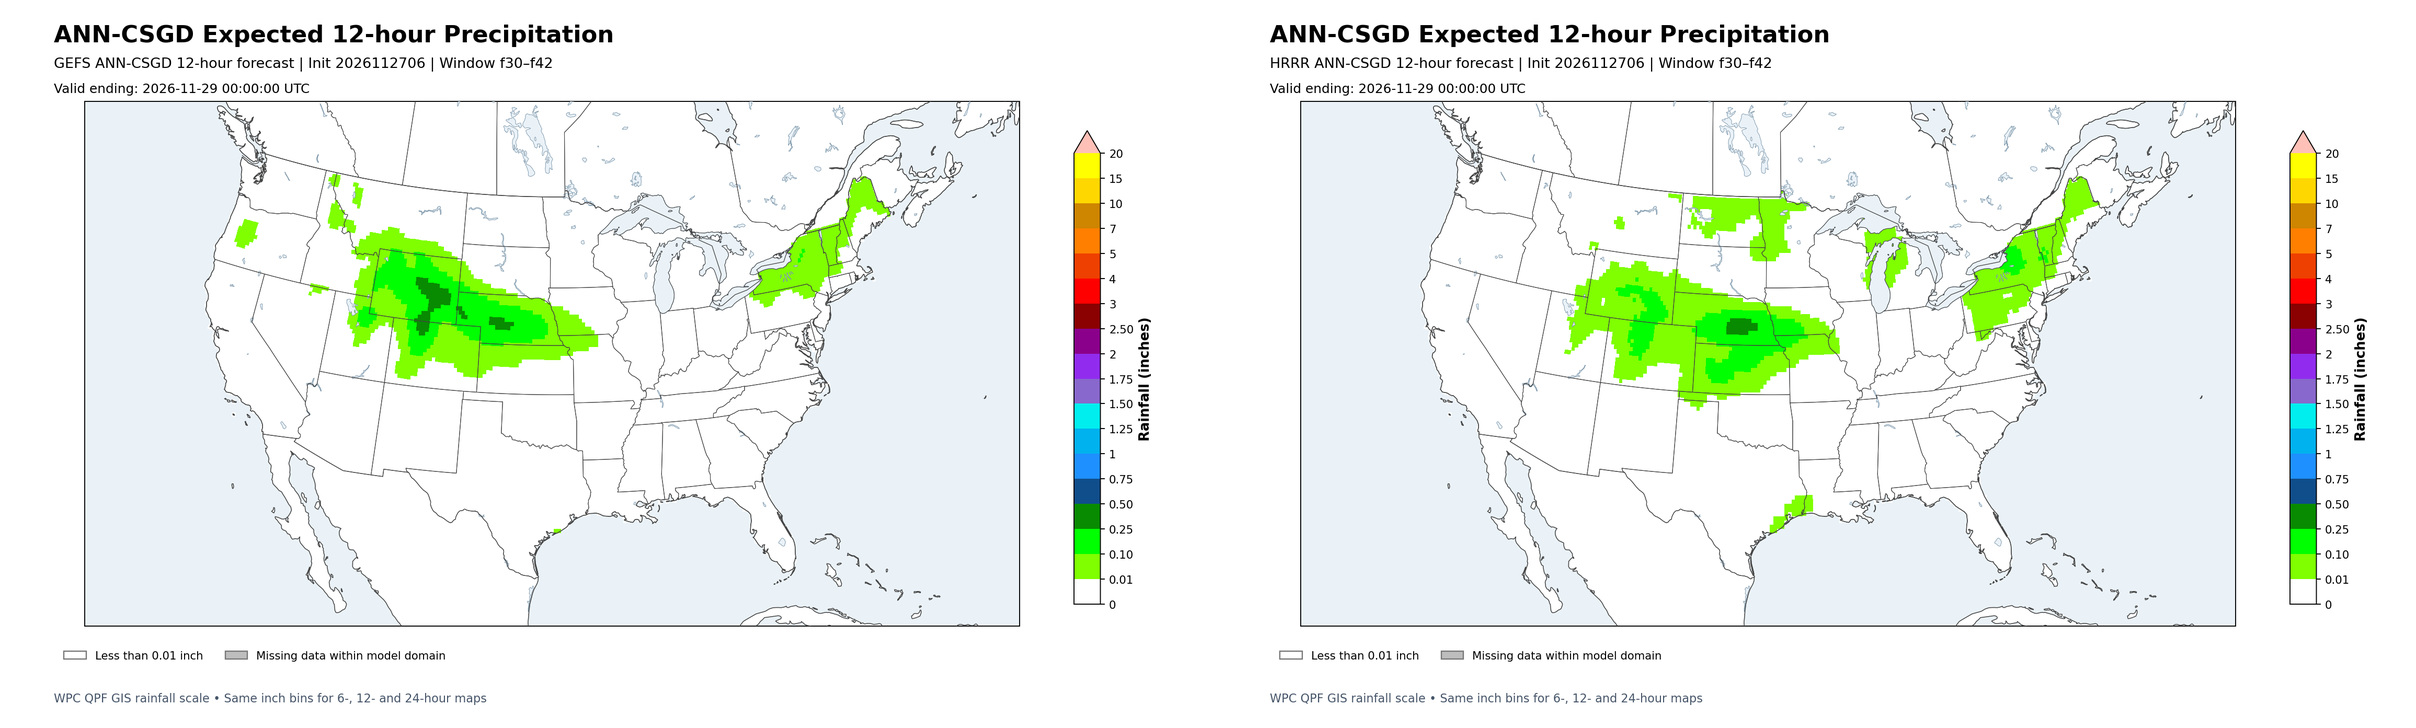 ANN-CSGD Expected 12-hour Precipitation
GEFS ANN-CSGD 12-hour forecast | Init 2026112706 | Window f30–f42
Valid ending: 2026-11-29 00:00:00 UTC
20
15
10
7
5
4
3
2.50
2
1.75
1.50
1.25
1
0.75
0.50
0.25
0.10
0.01
0
Rainfall (inches)
Less than 0.01 inch
Missing data within model domain
WPC QPF GIS rainfall scale • Same inch bins for 6-, 12- and 24-hour maps
ANN-CSGD Expected 12-hour Precipitation
HRRR ANN-CSGD 12-hour forecast | Init 2026112706 | Window f30–f42
Valid ending: 2026-11-29 00:00:00 UTC
20
15
10
7
5
4
3
2.50
2
1.75
1.50
1.25
1
0.75
0.50
0.25
0.10
0.01
0
Rainfall (inches)
Less than 0.01 inch
Missing data within model domain
WPC QPF GIS rainfall scale • Same inch bins for 6-, 12- and 24-hour maps